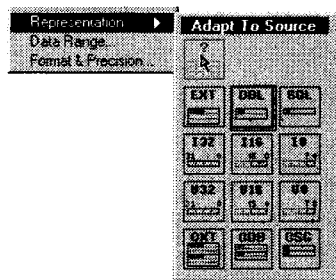 Representation
Data Range...
Format & Precision...
Adapt To Source
?
EXT DBL SGL
I32 I16 I8
U32 U16 U8
CXT CDB CSG